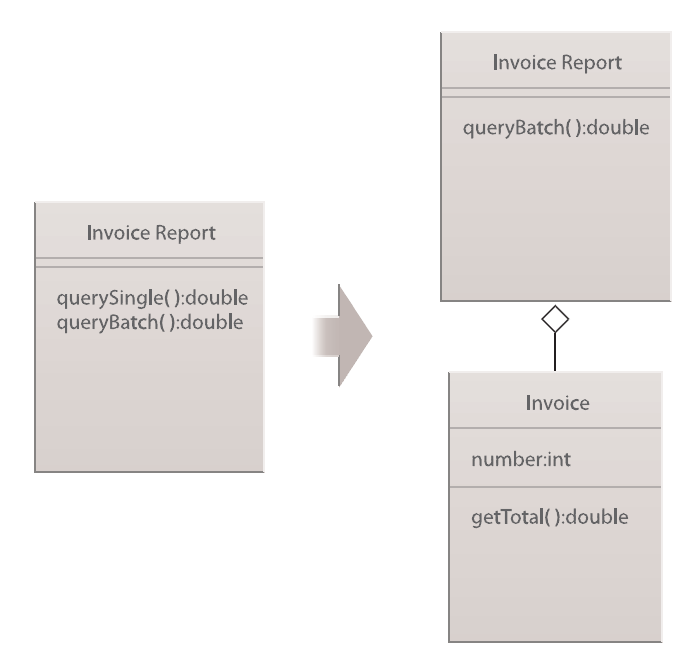 Invoice Report
querySingle( ):double
queryBatch( ):double
Invoice Report
queryBatch( ):double
Invoice
number:int
getTotal( ):double